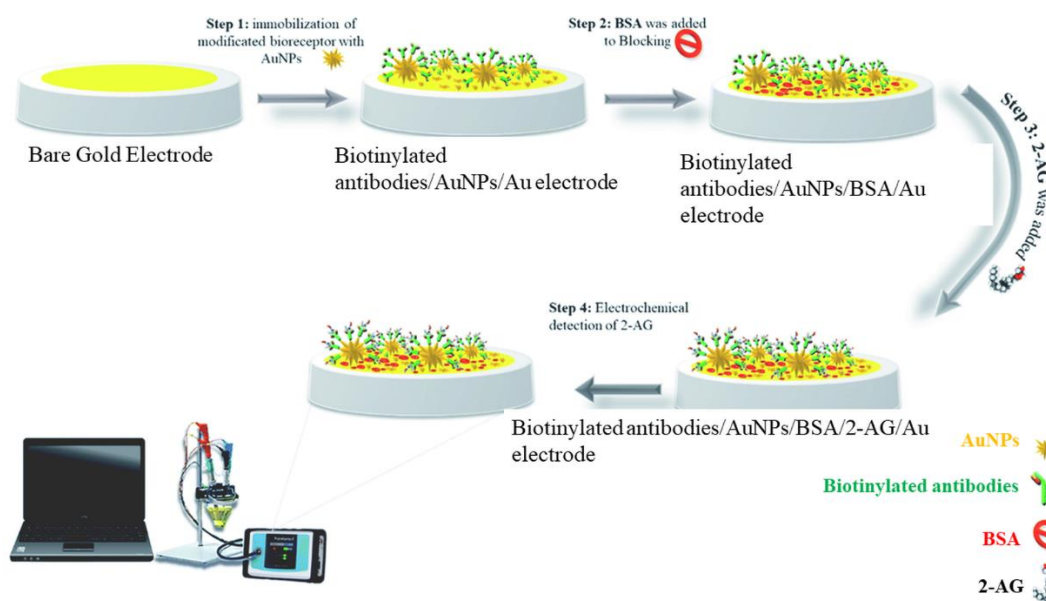 Step 1: immobilization of
modificated bioreceptor with
AuNPs
Step 2: BSA was added
to Blocking
Bare Gold Electrode
Biotinylated
antibodies/AuNPs/Au electrode
Biotinylated
antibodies/AuNPs/BSA/Au
electrode
Step 3: 2-AG was added
Step 4: Electrochemical
detection of 2-AG
Biotinylated antibodies/AuNPs/BSA/2-AG/Au
electrode
AuNPs
Biotinylated antibodies
BSA
2-AG